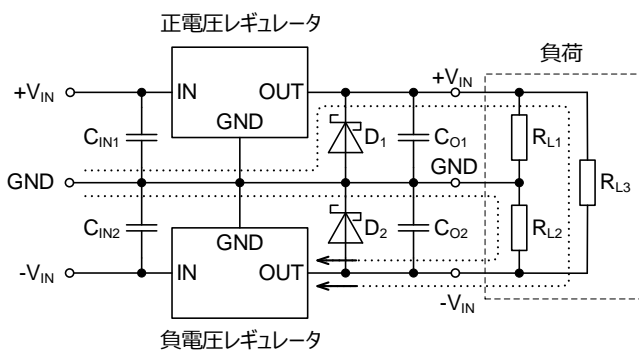 正電圧レギュレータ
負荷
+VIN
IN
OUT
GND
+VIN
CIN1
D1
CO1
RL1
GND
GND
RL3
CIN2
GND
D2
CO2
RL2
-VIN
IN
OUT
-VIN
負電圧レギュレータ